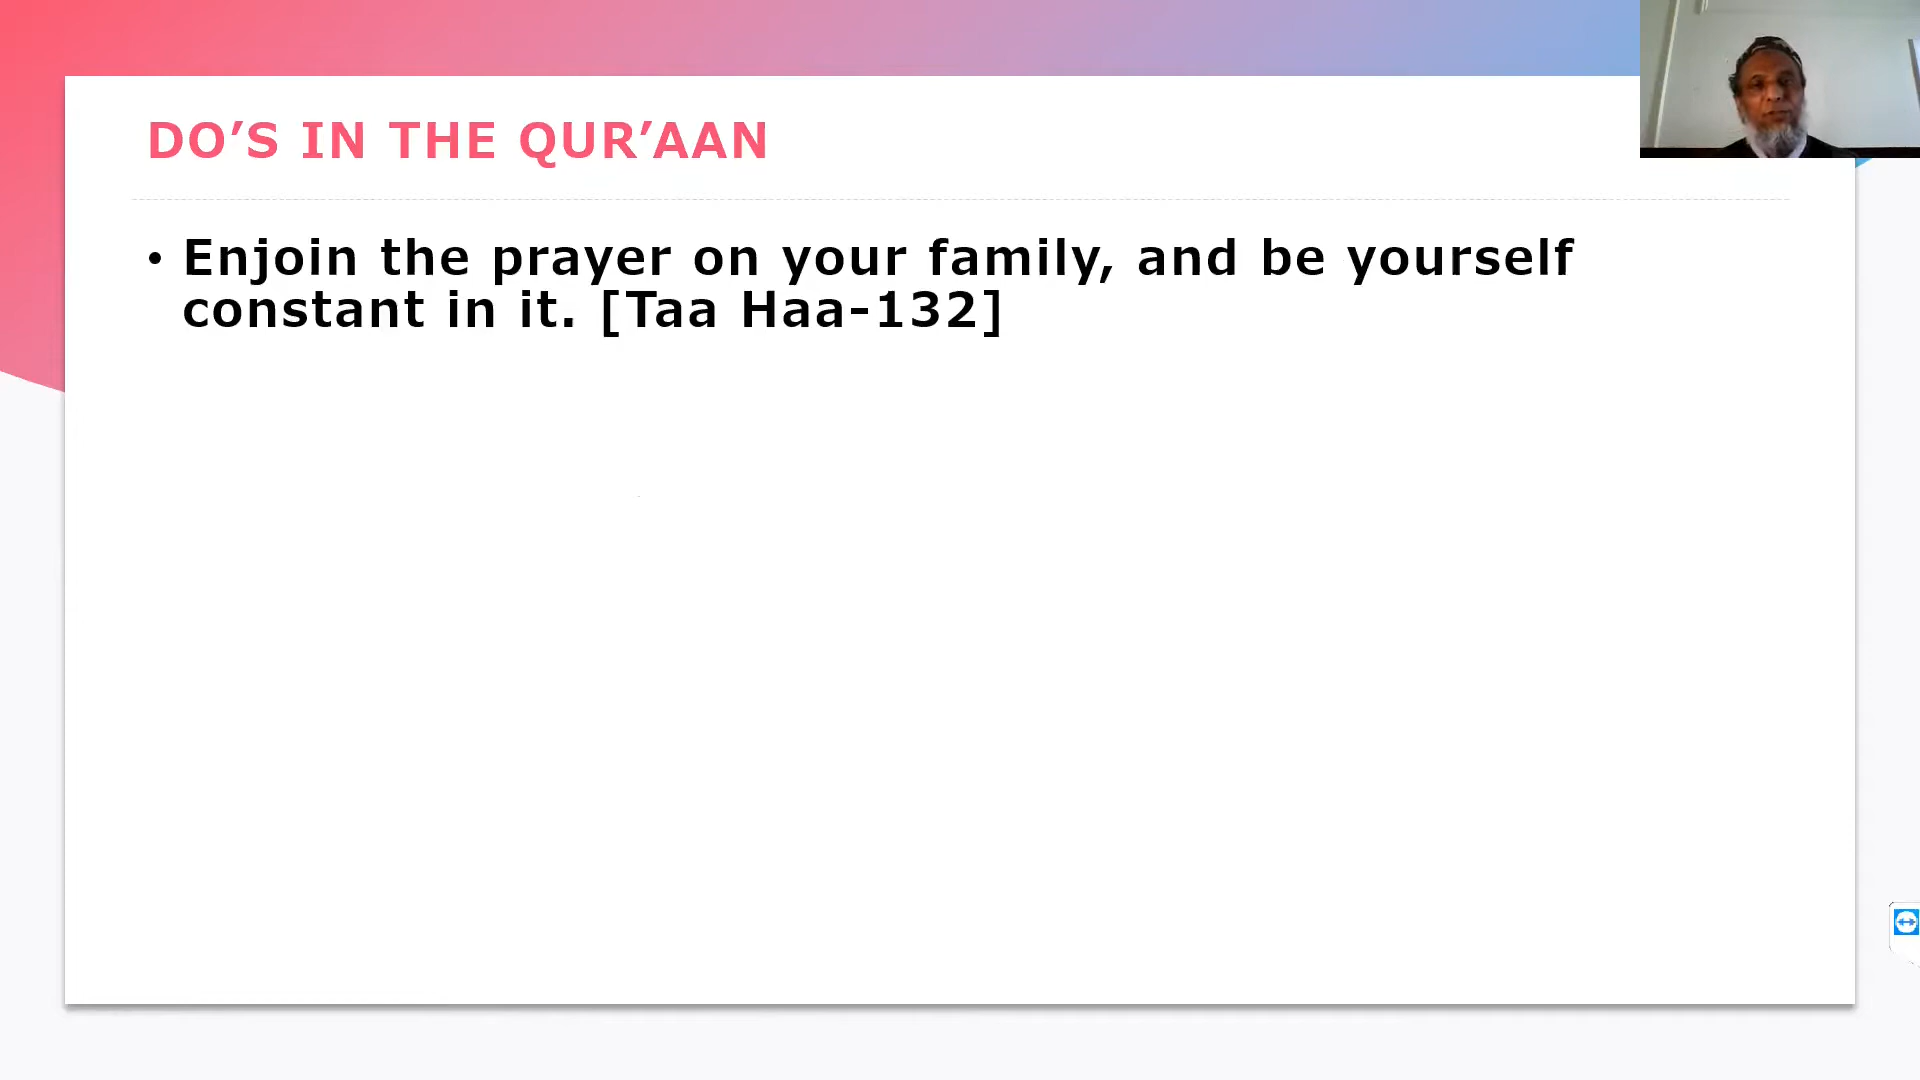 DO’S IN THE QUR’AAN
• Enjoin the prayer on your family, and be yourself
constant in it. [Taa Haa-132]